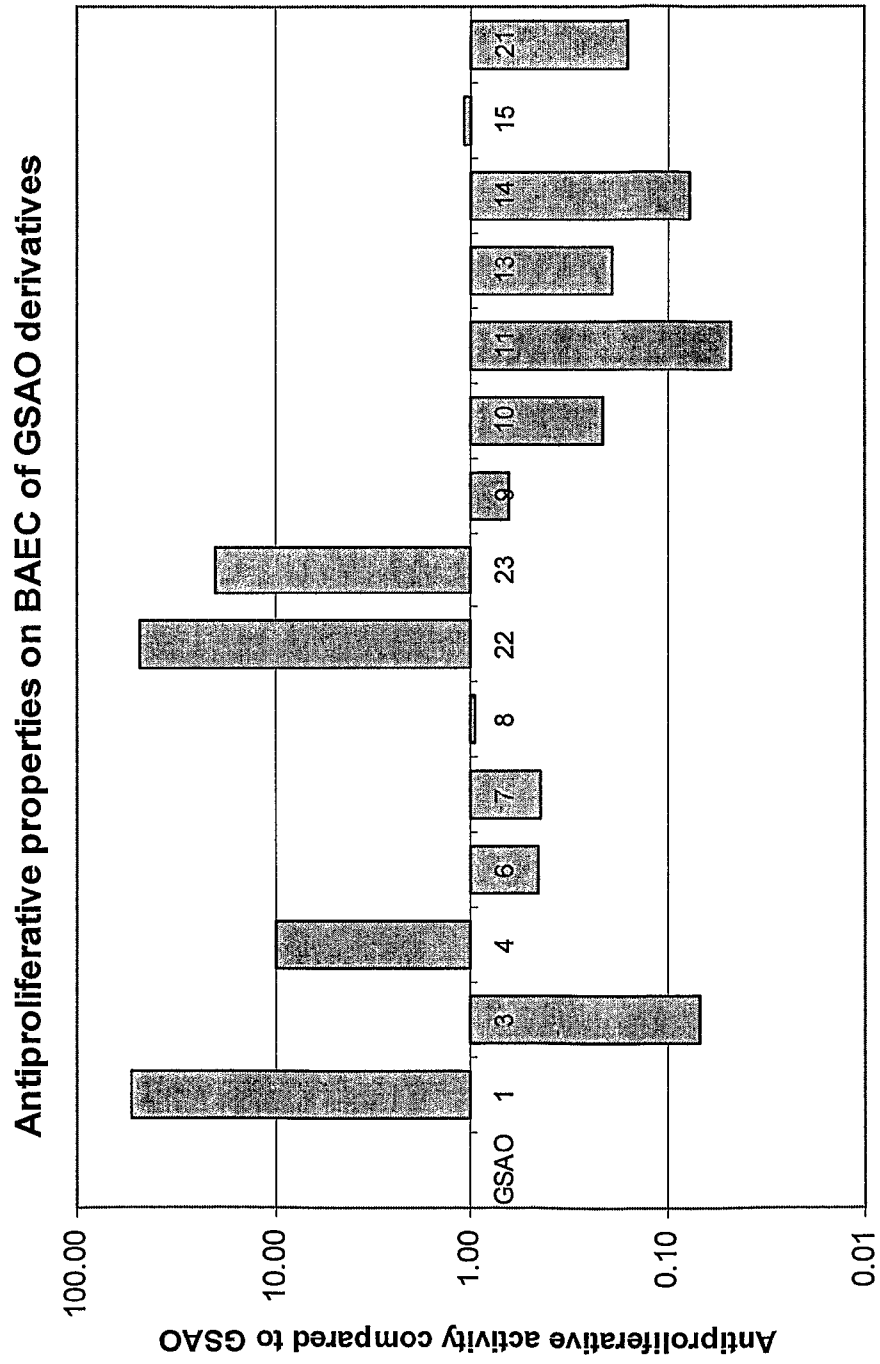 Antiproliferative properties on BAEC of GSAO derivatives
Antiproliferative activity compared to GSAO
100.00
10.00
1.00
0.10
0.01
GSAO 1 3 4 6 7 8 22 23 9 10 11 13 14 15 21